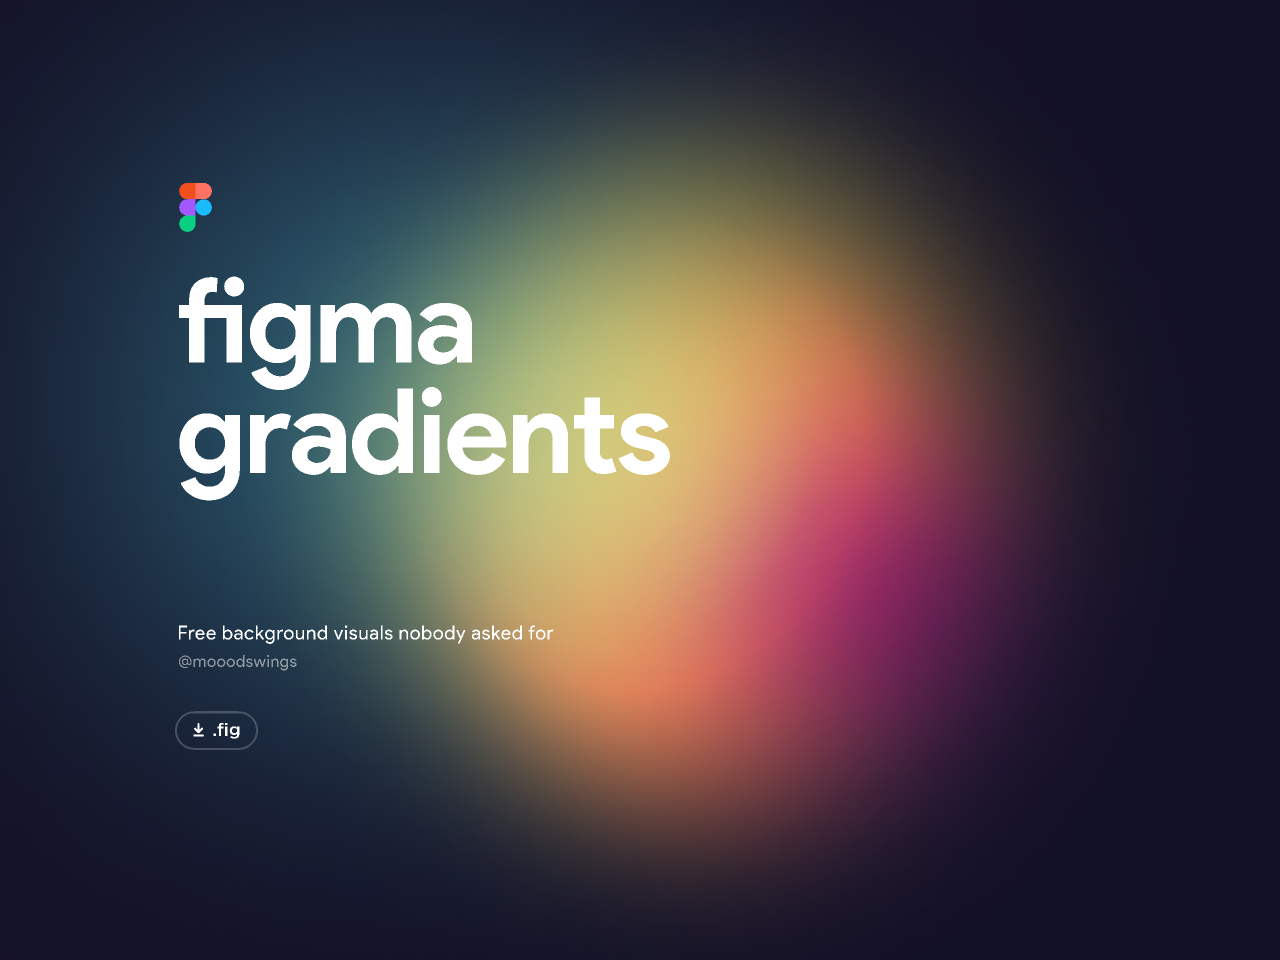 figma
gradients
Free background visuals nobody asked for
@mooodswings
.fig